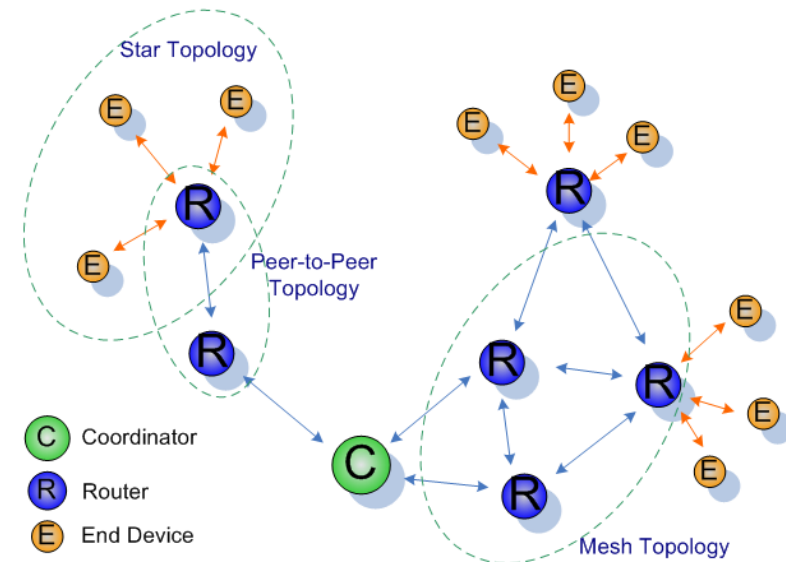 Star Topology
E
E
E
E
E
E
R
R
E
Peer-to-Peer
Topology
E
R
R
R
E
C
Coordinator
C
E
R
Router
R
E
End Device
Mesh Topology